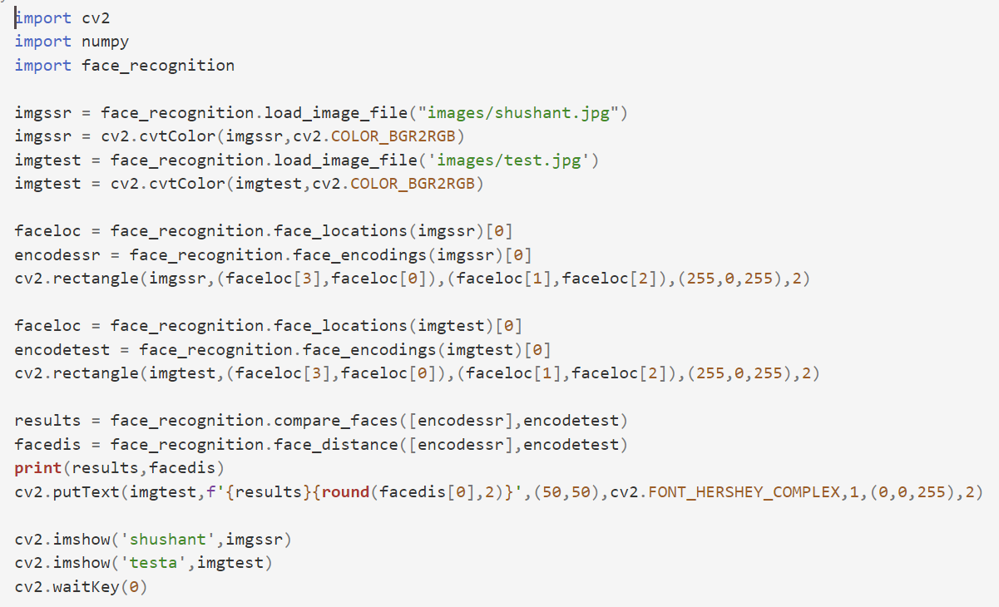 import cv2
import numpy
import face_recognition
imgssr = face_recognition.load_image_file("images/shushant.jpg")
imgssr = cv2.cvtColor(imgssr,cv2.COLOR_BGR2RGB)
imgtest = face_recognition.load_image_file('images/test.jpg')
imgtest = cv2.cvtColor(imgtest,cv2.COLOR_BGR2RGB)
faceloc = face_recognition.face_locations(imgssr)[0]
encodessr = face_recognition.face_encodings(imgssr)[0]
cv2.rectangle(imgssr,(faceloc[3],faceloc[0]),(faceloc[1],faceloc[2]),(255,0,255),2)
faceloc = face_recognition.face_locations(imgtest)[0]
encodetest = face_recognition.face_encodings(imgtest)[0]
cv2.rectangle(imgtest,(faceloc[3],faceloc[0]),(faceloc[1],faceloc[2]),(255,0,255),2)
results = face_recognition.compare_faces([encodessr],encodetest)
facedis = face_recognition.face_distance([encodessr],encodetest)
print(results,facedis)
cv2.putText(imgtest,f'{results}{round(facedis[0],2)}',(50,50),cv2.FONT_HERSHEY_COMPLEX,1,(0,0,255),2)
cv2.imshow('shushant',imgssr)
cv2.imshow('testa',imgtest)
cv2.waitKey(0)